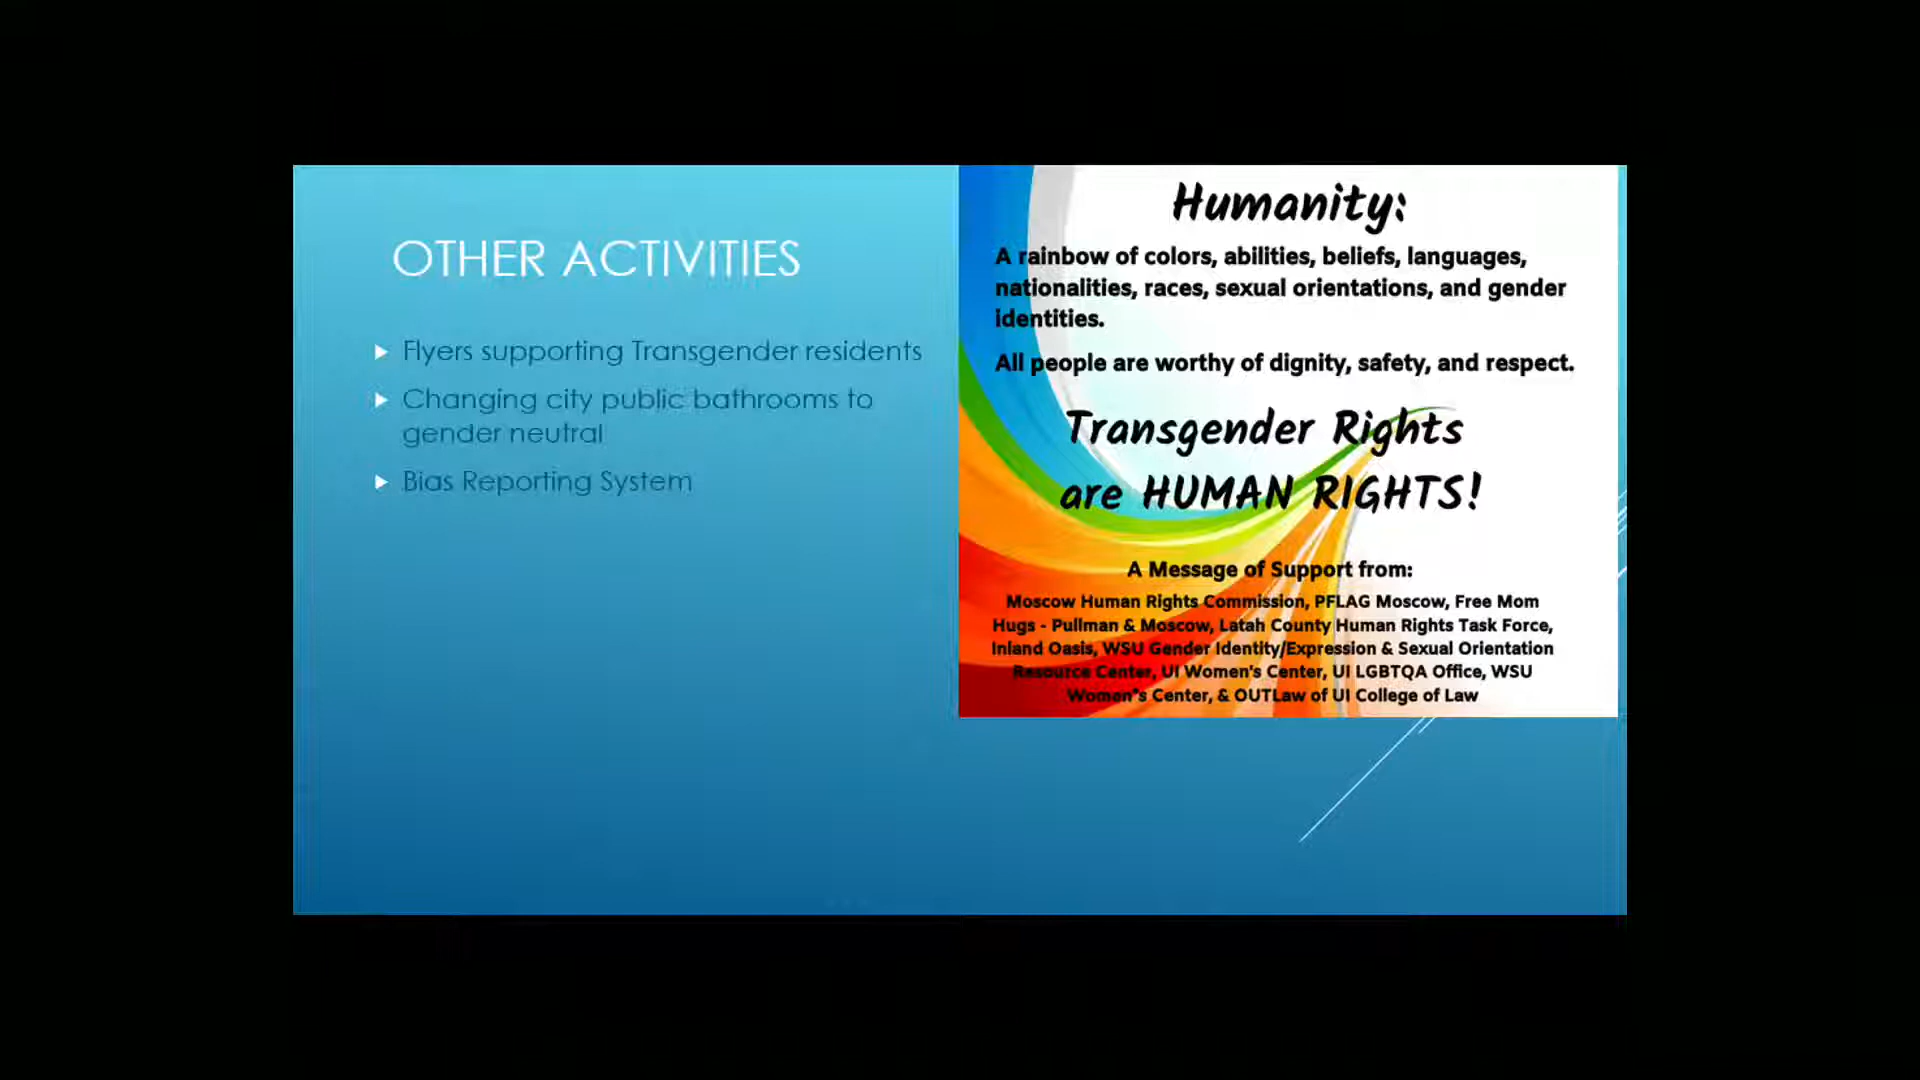 OTHER ACTIVITIES
Flyers supporting Transgender residents
Changing city public bathrooms to
gender neutral
Bias Reporting System
Humanity:
A rainbow of colors, abilities, beliefs, languages,
nationalities, races, sexual orientations, and gender
identities.
All people are worthy of dignity, safety, and respect.
Transgender Rights
are HUMAN RIGHTS!
A Message of Support from:
Moscow Human Rights Commission, PFLAG Moscow, Free Mom
Hugs - Pullman & Moscow, Latah County Human Rights Task Force,
Inland Oasis, WSU Gender Identity/Expression & Sexual Orientation
Resource Center, UI Women's Center, UI LGBTQA Office, WSU
Women"s Center, & OUTLaw of UI College of Law